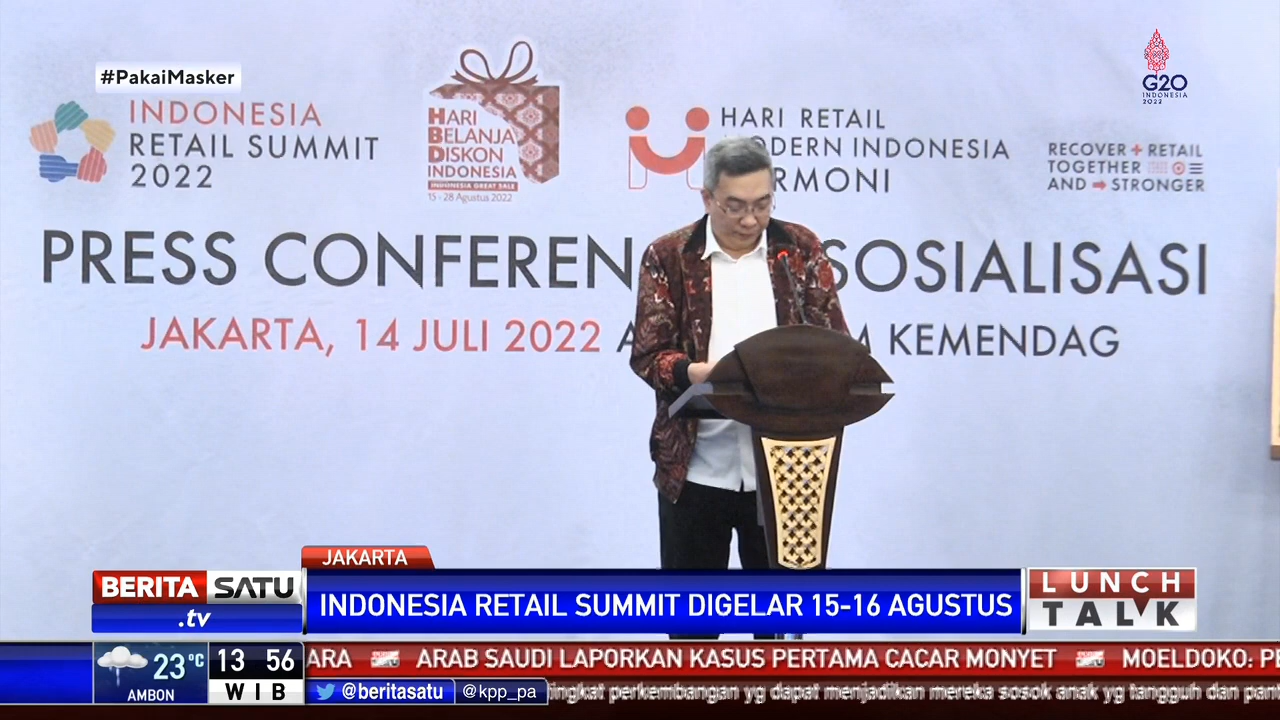 #PakaiMasker
G20
INDONESIA
2022
INDONESIA
RETAIL SUMMIT
2022
HARI
BELANJA
DISKON
INDONESIA
INDONESIA GREAT SALE
15 - 28 Agustus 2022
HARI RETAIL
MODERN INDONESIA
RMONI
RECOVER + RETAIL
TOGETHER
AND STRONGER
PRESS CONFEREN SOSIALISASI
JAKARTA, 14 JULI 2022 A M KEMENDAG
JAKARTA
BERITA SATU
.tv
INDONESIA RETAIL SUMMIT DIGELAR 15-16 AGUSTUS
LUNCH
TALK
23°C
AMBON
13 56
WIB
ARA ARAB SAUDI LAPORKAN KASUS PERTAMA CACAR MONYET MOELDOKO: PE
@beritasatu @kpp_pa tingkat perkembangan yg dapat menjadikan mereka sosok anak yg tangguh dan pant